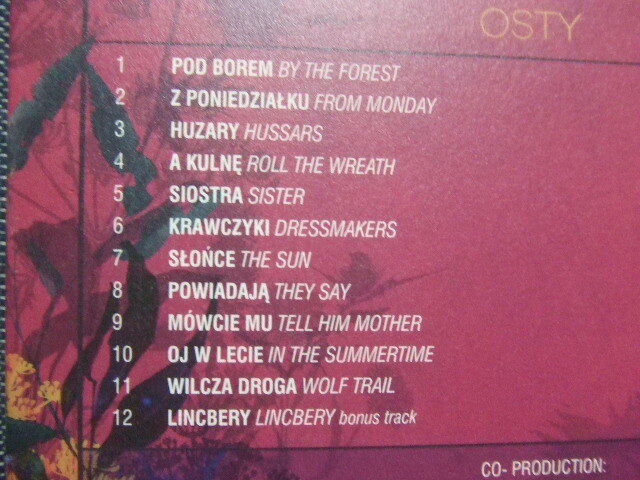 OSTY
1 POD BOREM BY THE FOREST
2 Z PONIEDZIAŁKU FROM MONDAY
3 HUZARY HUSSARS
4 A KULNĘ ROLL THE WREATH
5 SIOSTRA SISTER
6 KRAWCZYKI DRESSMAKERS
7 SŁOŃCE THE SUN
8 POWIADAJĄ THEY SAY
9 MÓWCIE MU TELL HIM MOTHER
10 OJ W LECIE IN THE SUMMERTIME
11 WILCZA DROGA WOLF TRAIL
12 LINCBERY LINCBERY bonus track
CO- PRODUCTION: